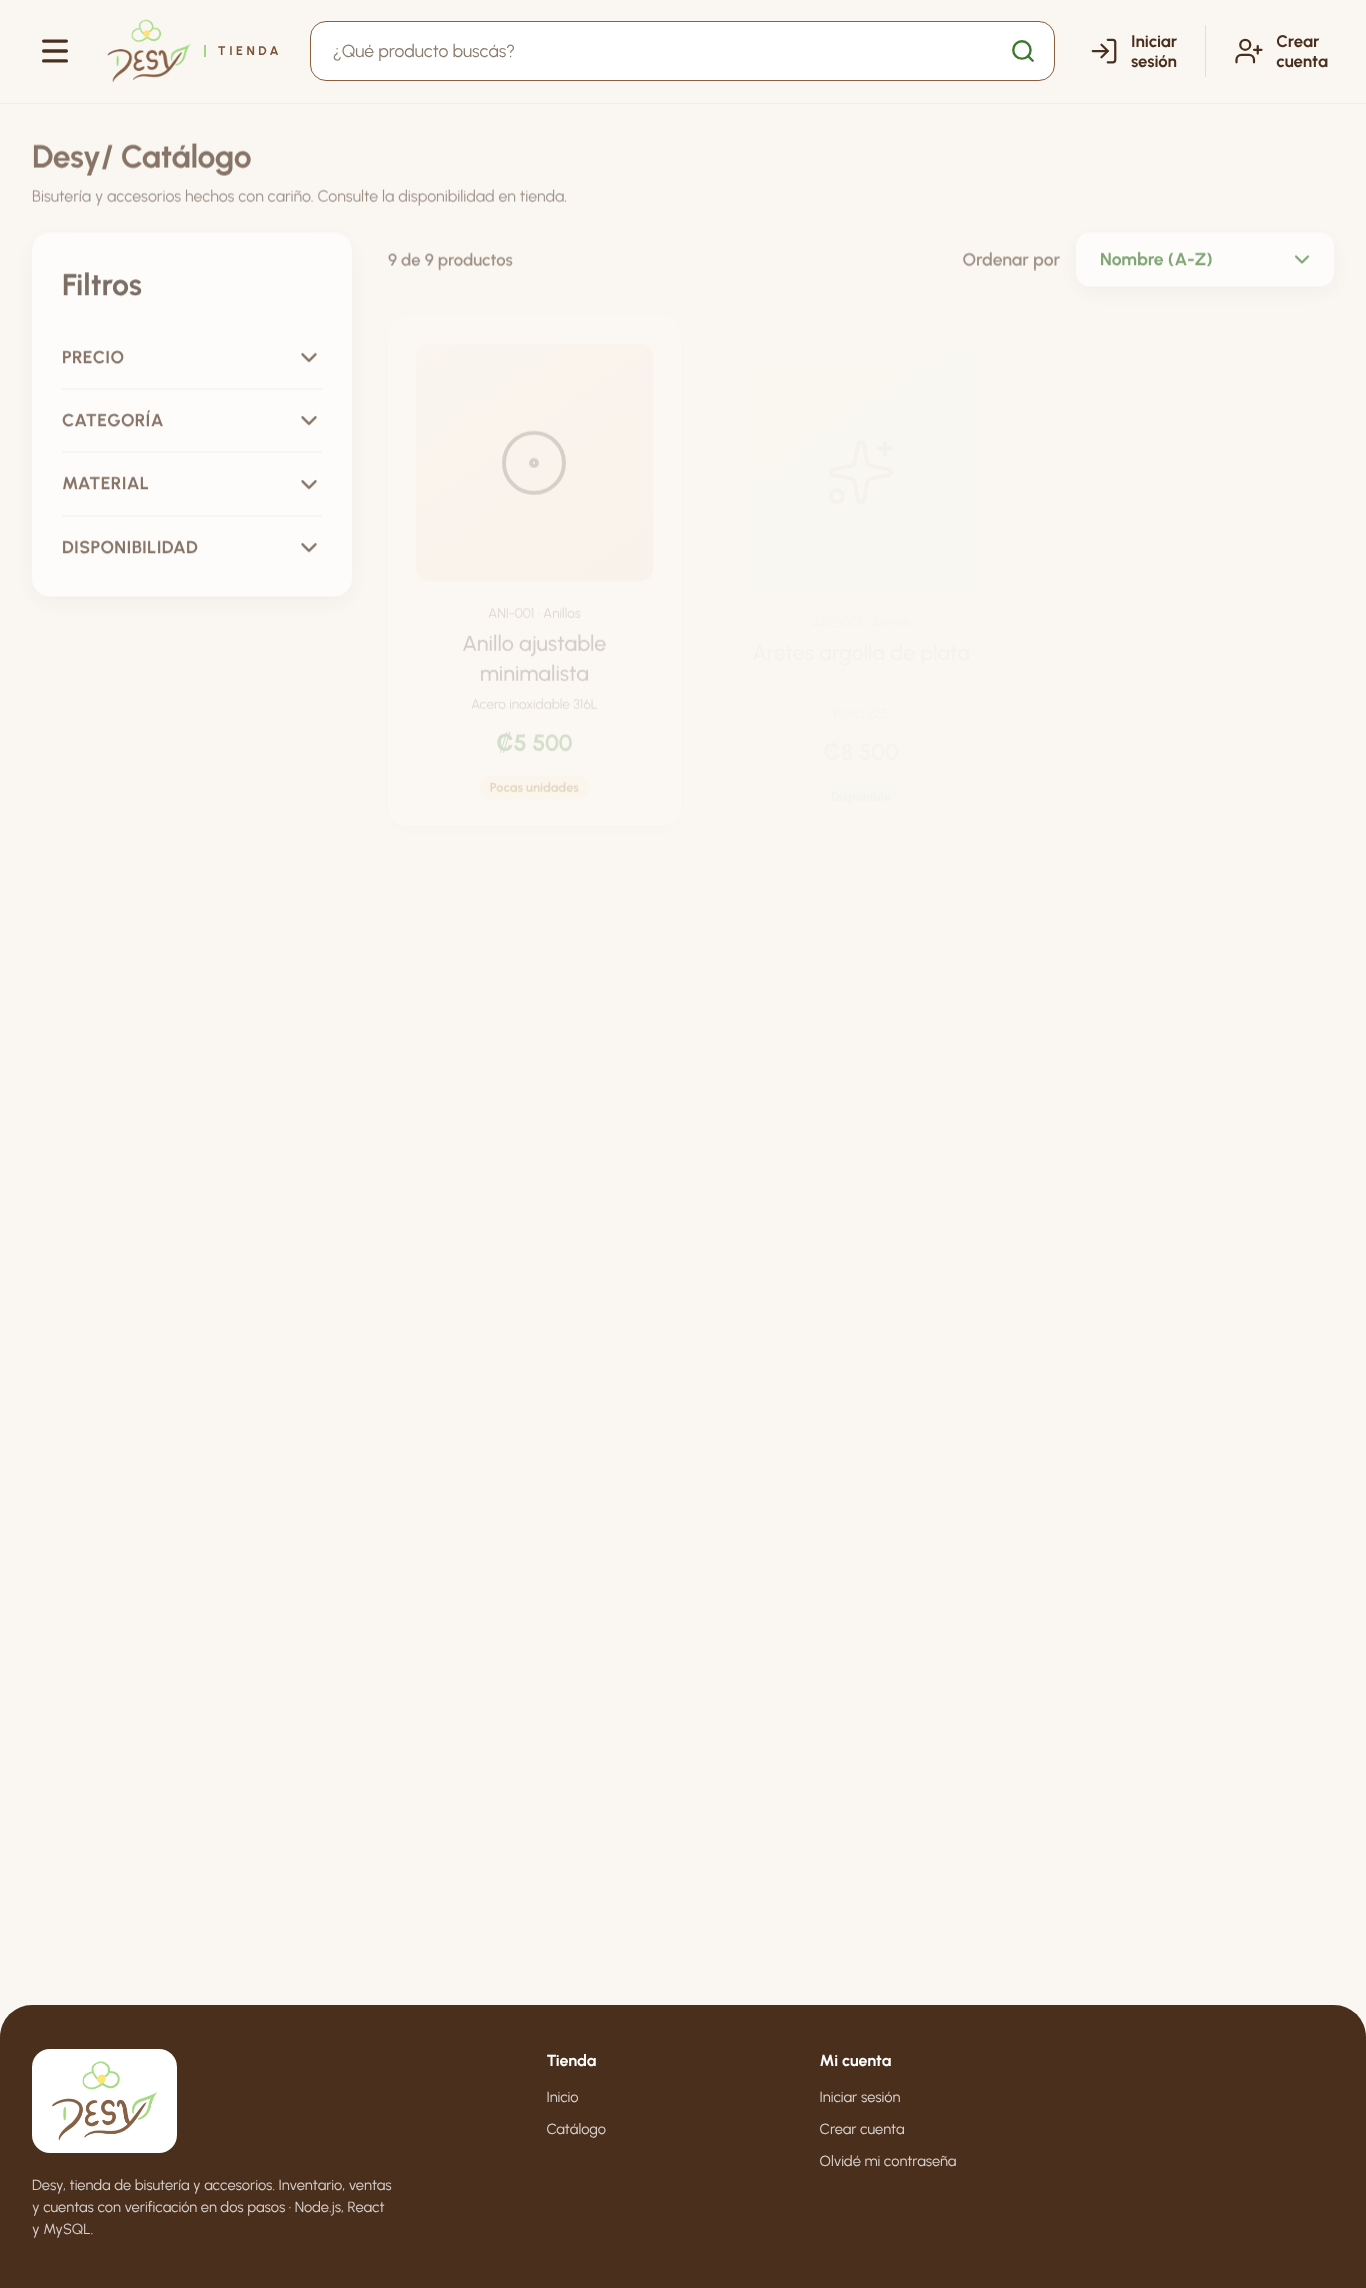 DESY
TIENDA
¿Qué producto buscás?
Iniciar
sesión
Crear
cuenta
Desy/ Catálogo
Bisutería y accesorios hechos con cariño. Consulte la disponibilidad en tienda.
Filtros
PRECIO
CATEGORÍA
MATERIAL
DISPONIBILIDAD
9 de 9 productos
Ordenar por
Nombre (A-Z)
ANI-001 · Anillos
Anillo ajustable
minimalista
Acero inoxidable 316L
₡5 500
Pocas unidades
Aretes argolla de plata
₡8 500
Disponible
DESY
Desy, tienda de bisutería y accesorios. Inventario, ventas
y cuentas con verificación en dos pasos · Node.js, React
y MySQL.
Tienda
Inicio
Catálogo
Mi cuenta
Iniciar sesión
Crear cuenta
Olvidé mi contraseña